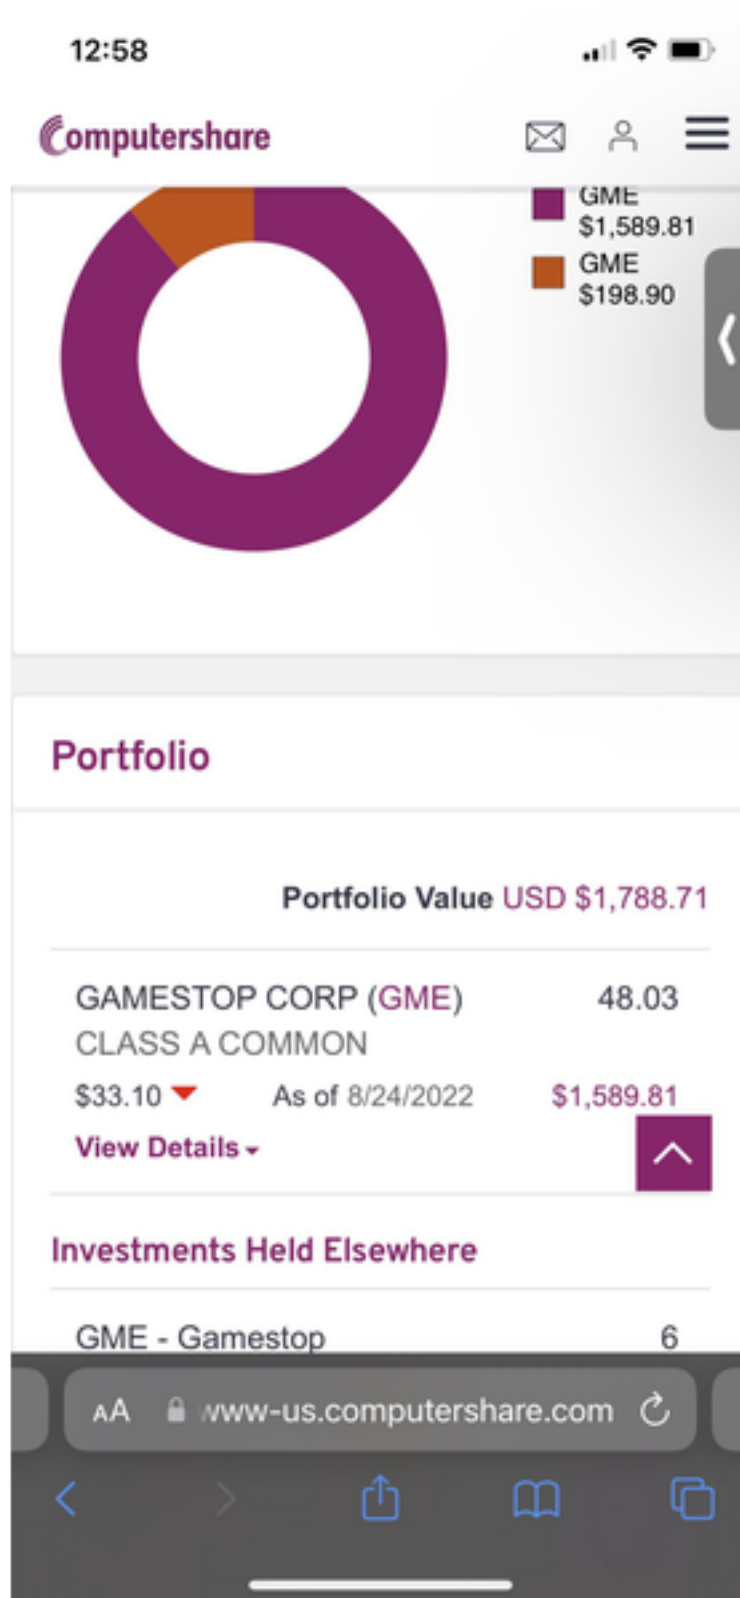 12:58
Computershare
GME
$1,589.81
GME
$198.90
Portfolio
Portfolio Value USD $1,788.71
GAMESTOP CORP (GME) 48.03
CLASS A COMMON
$33.10 As of 8/24/2022 $1,589.81
View Details
Investments Held Elsewhere
GME - Gamestop 6
AA www-us.computershare.com